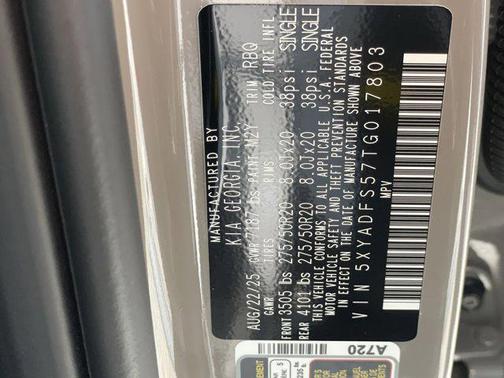 MANUFACTURED BY
KIA GEORGIA, INC.
AUG/22/25 GVWR 7187 lbs PAINT: M2Y TRIM: RBQ
GAWR: TIRES RIMS: COLD TIRE INFL.
FRONT 3505 lbs 275/50R20 8.0Jx20 38psi SINGLE
REAR 4101 lbs 275/50R20 8.0Jx20 38psi SINGLE
THIS VEHICLE CONFORMS TO ALL APPLICABLE U.S.A. FEDERAL
MOTOR VEHICLE SAFETY AND THEFT PREVENTION STANDARDS
IN EFFECT ON THE DATE OF MANUFACTURE SHOWN ABOVE
VIN 5XYADFS57TG017803
MPV
A720